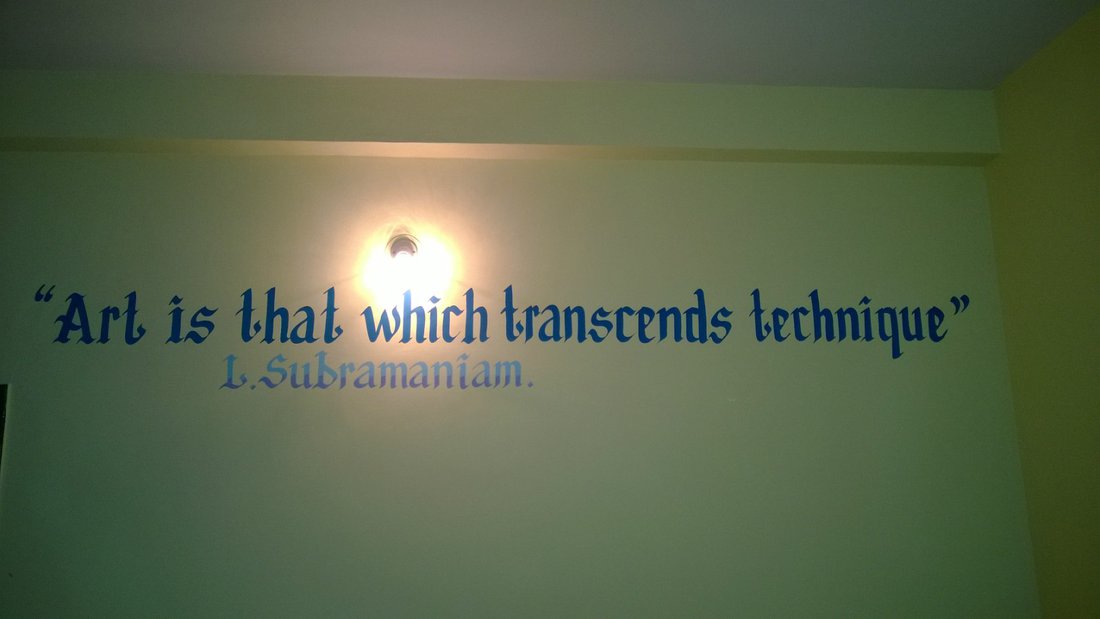 “Art is that which transcends technique”
L.Subramaniam.